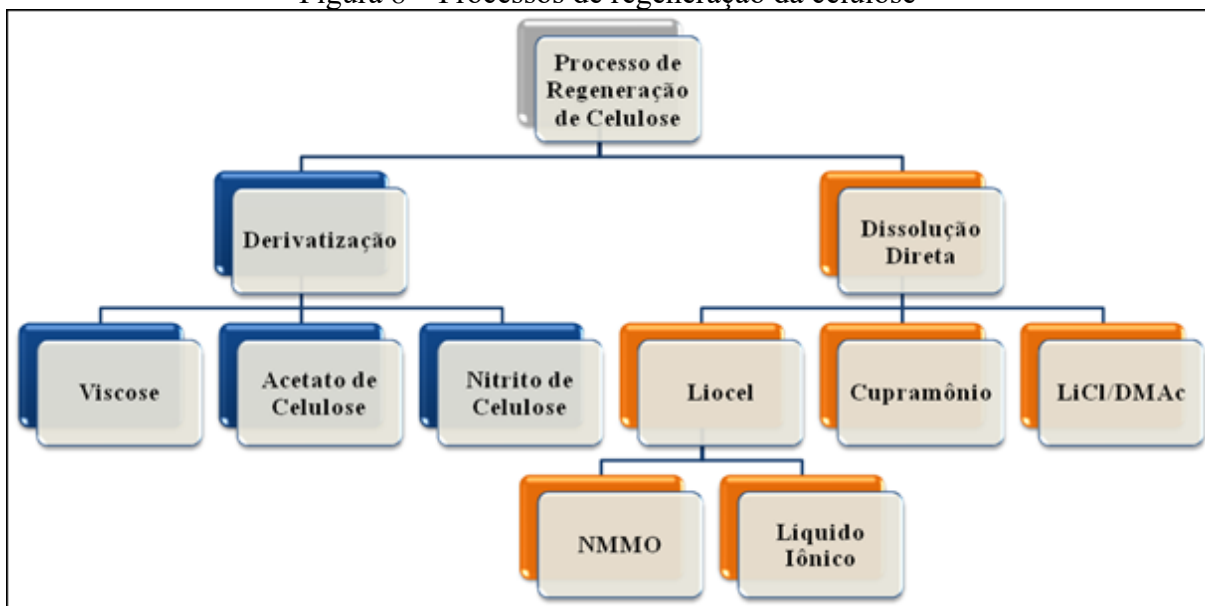 Figura 8 – Processos de regeneração da celulose
Processo de
Regeneração
de Celulose
Derivatização
Dissolução
Direta
Viscose
Acetato de
Celulose
Nitrito de
Celulose
Liocel
Cupramônio
LiCl/DMAc
NMMO
Líquido
Iônico